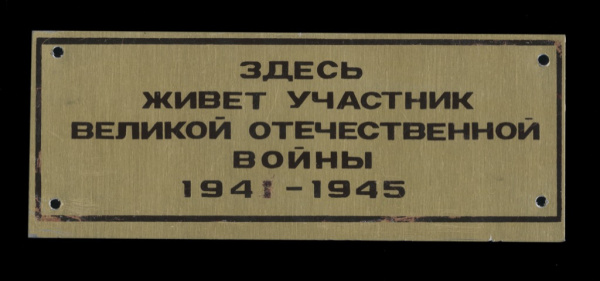 ЗДЕСЬ
ЖИВЕТ УЧАСТНИК
ВЕЛИКОЙ ОТЕЧЕСТВЕННОЙ
ВОЙНЫ
1941-1945